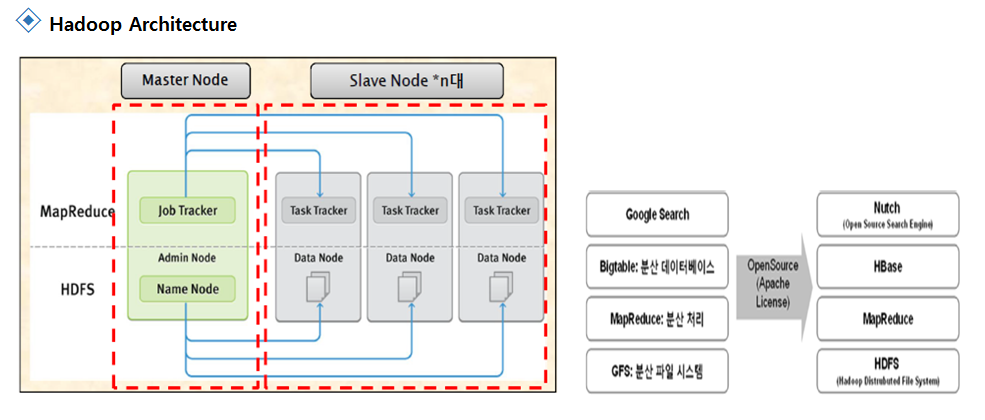 Hadoop Architecture
Master Node
Slave Node *n대
MapReduce
Job Tracker
Task Tracker
Task Tracker
Task Tracker
Admin Node
Data Node
Data Node
Data Node
HDFS
Name Node
Google Search
Bigtable: 분산 데이터베이스
MapReduce: 분산 처리
GFS: 분산 파일 시스템
OpenSource
(Apache
License)
Nutch
(Open Source Search Engine)
HBase
MapReduce
HDFS
(Hadoop Distrubuted File System)